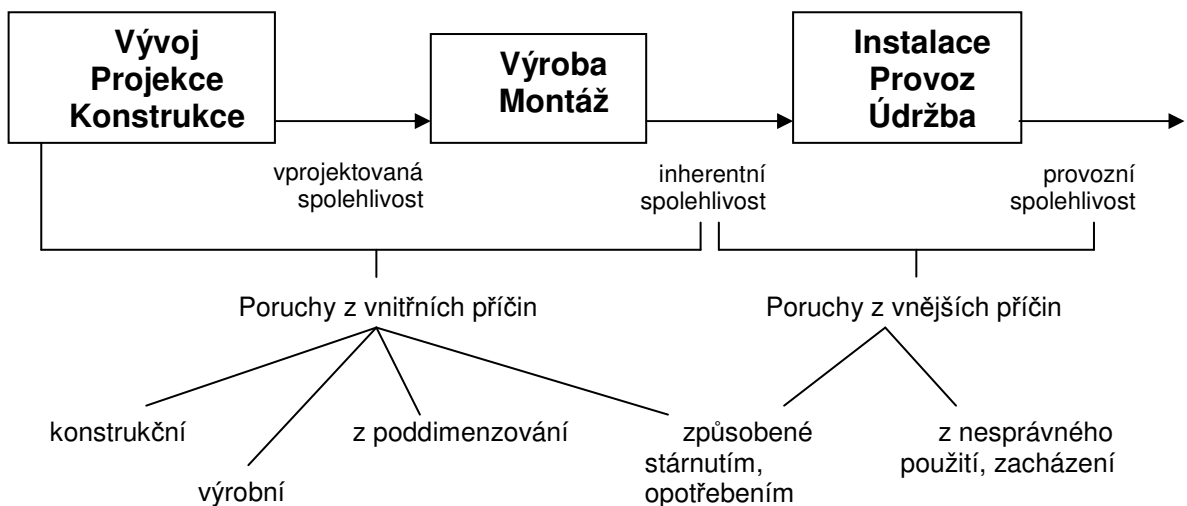 Vývoj
Projekce
Konstrukce
Výroba
Montáž
Instalace
Provoz
Údržba
vprojektovaná
spolehlivost
inherentní
spolehlivost
provozní
spolehlivost
Poruchy z vnitřních příčin
Poruchy z vnějších příčin
konstrukční
výrobní
z poddimenzování
způsobené
stárnutím,
opotřebením
z nesprávného
použití, zacházení